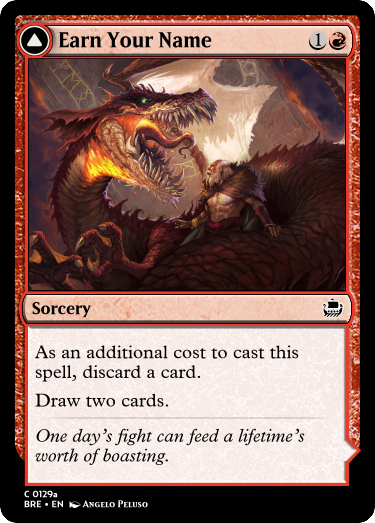 Earn Your Name 1
Sorcery
As an additional cost to cast this
spell, discard a card.
Draw two cards.
One day's fight can feed a lifetime's
worth of boasting.
C 0129a
BRE • EN Angelo Peluso